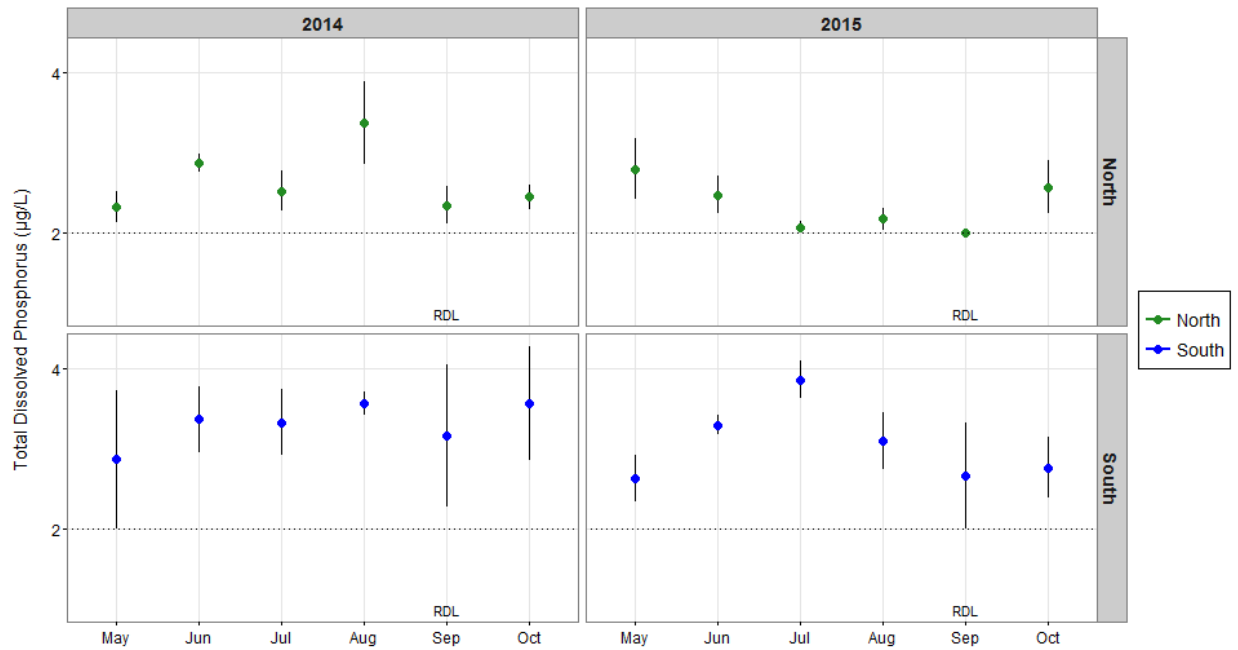 2014
2015
Total Dissolved Phosphorus (µg/L)
4
2
RDL
RDL
North
4
2
RDL
RDL
South
May
Jun
Jul
Aug
Sep
Oct
May
Jun
Jul
Aug
Sep
Oct
North
South